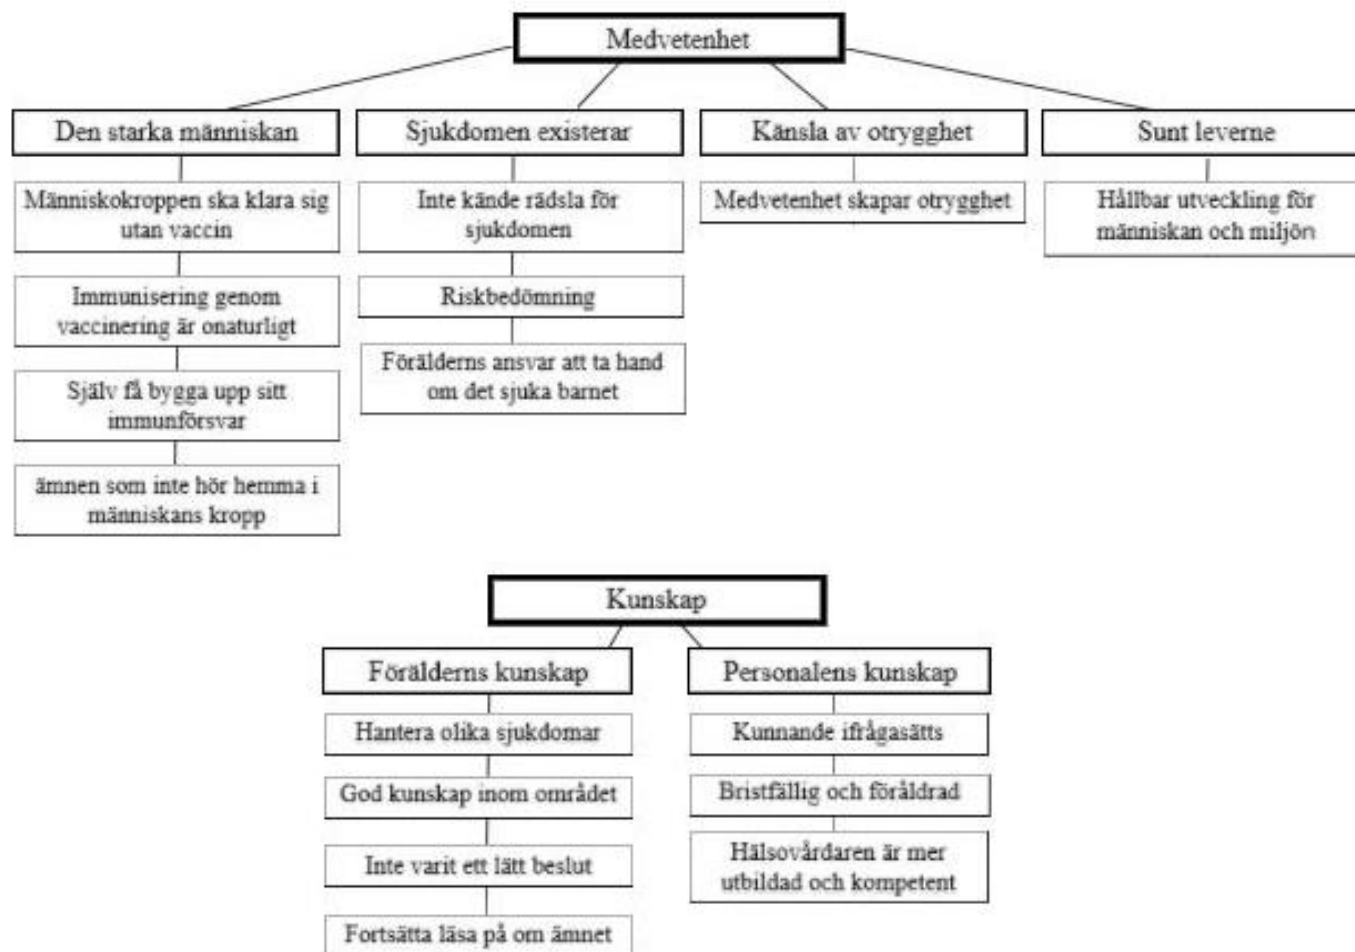 Medvetenhet
Den starka människan
Sjukdomen existerar
Känsla av otrygghet
Sunt leverne
Människokroppen ska klara sig
utan vaccin
Inte kände rädsla för
sjukdomen
Medvetenhet skapar otrygghet
Hållbar utveckling för
människan och miljön
Immunisering genom
vaccinering är onaturligt
Riskbedömning
Förälderns ansvar att ta hand
om det sjuka barnet
Själv få bygga upp sitt
immunförsvar
ämnen som inte hör hemma i
människans kropp
Kunskap
Förälderns kunskap
Personalens kunskap
Hantera olika sjukdomar
Kunnande ifrågasätts
God kunskap inom området
Bristfällig och föråldrad
Inte varit ett lätt beslut
Hälsovårdaren är mer
utbildad och kompetent
Fortsätta läsa på om ämnet